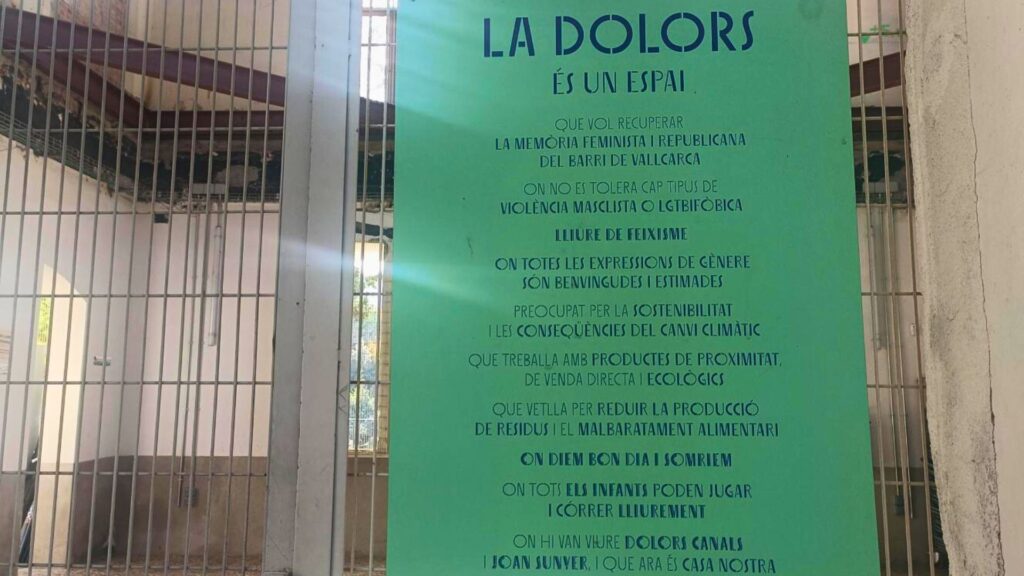 LA DOLORS
ÉS UN ESPAI
QUE VOL RECUPERAR
LA MEMÒRIA FEMINISTA I REPUBLICANA
DEL BARRI DE VALLCARCA
ON NO ES TOLERA CAP TIPUS DE
VIOLÈNCIA MASCLISTA O LGTBIFÒBICA
LLIURE DE FEIXISME
ON TOTES LES EXPRESSIONS DE GÈNERE
SÓN BENVINGUDES I ESTIMADES
PREOCUPAT PER LA SOSTENIBILITAT
I LES CONSEQÜÈNCIES DEL CANVI CLIMÀTIC
QUE TREBALLA AMB PRODUCTES DE PROXIMITAT,
DE VENDA DIRECTA I ECOLÒGICS
QUE VETLLA PER REDUIR LA PRODUCCIÓ
DE RESIDUS I EL MALBARATAMENT ALIMENTARI
ON DIEM BON DIA I SOMRIEM
ON TOTS ELS INFANTS PODEN JUGAR
I CÓRRER LLIUREMENT
ON HI VAN VIURE DOLORS CANALS
I JOAN SUNYER, I QUE ARA ÉS CASA NOSTRA